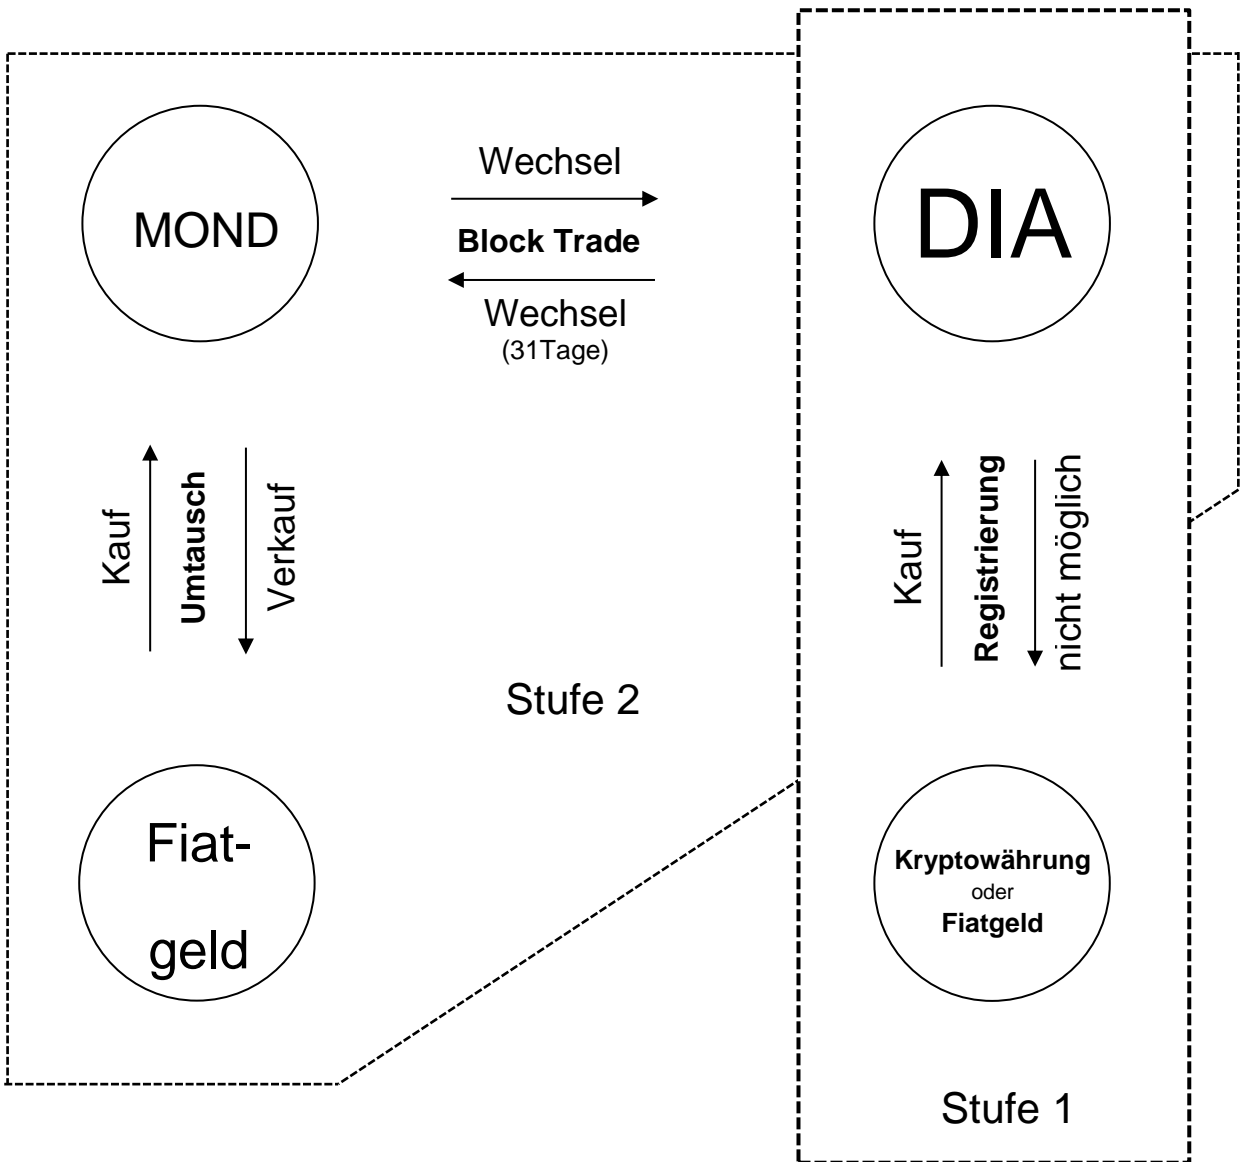 MOND
Wechsel
Block Trade
Wechsel
(31Tage)
DIA
Kauf
Umtausch
Verkauf
Kauf
Registrierung
nicht möglich
Stufe 2
Fiat-
geld
Kryptowährung
oder
Fiatgeld
Stufe 1